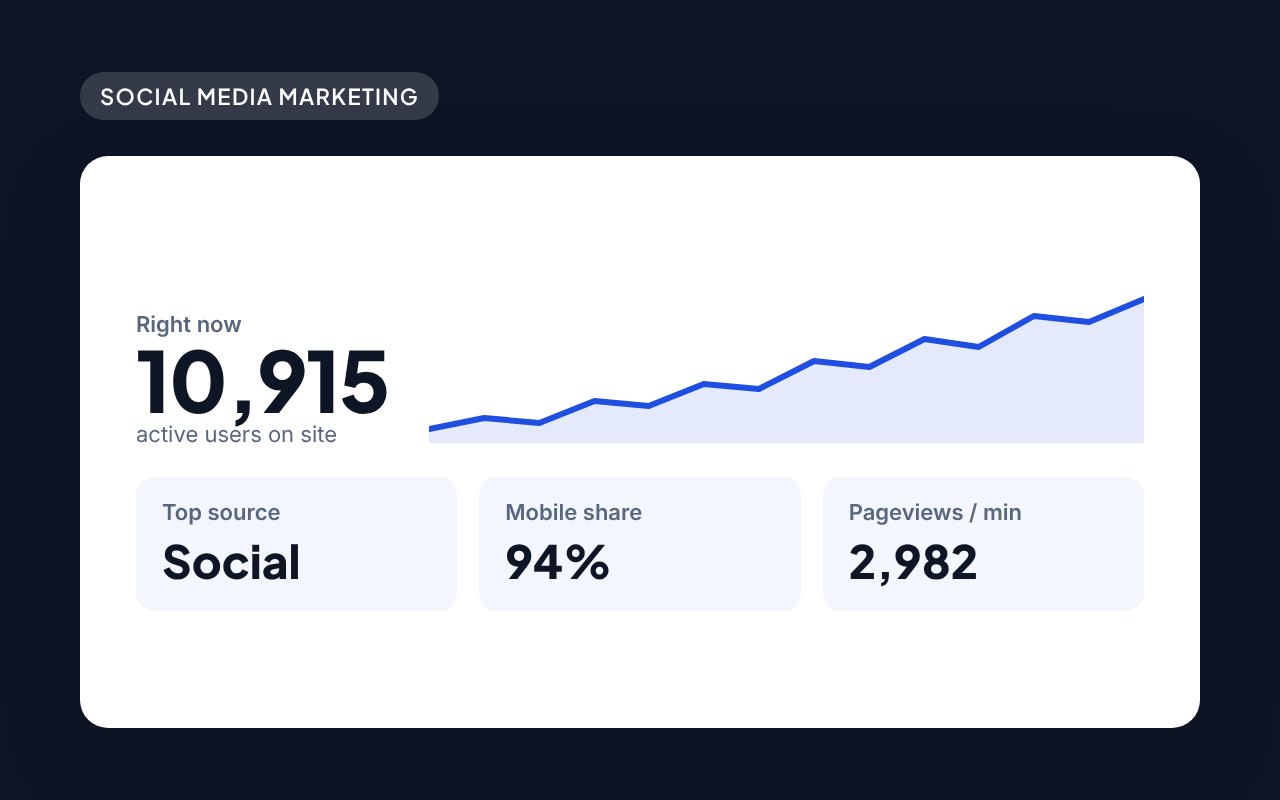 SOCIAL MEDIA MARKETING
Right now
10,915
active users on site
Top source
Social
Mobile share
94%
Pageviews / min
2,982